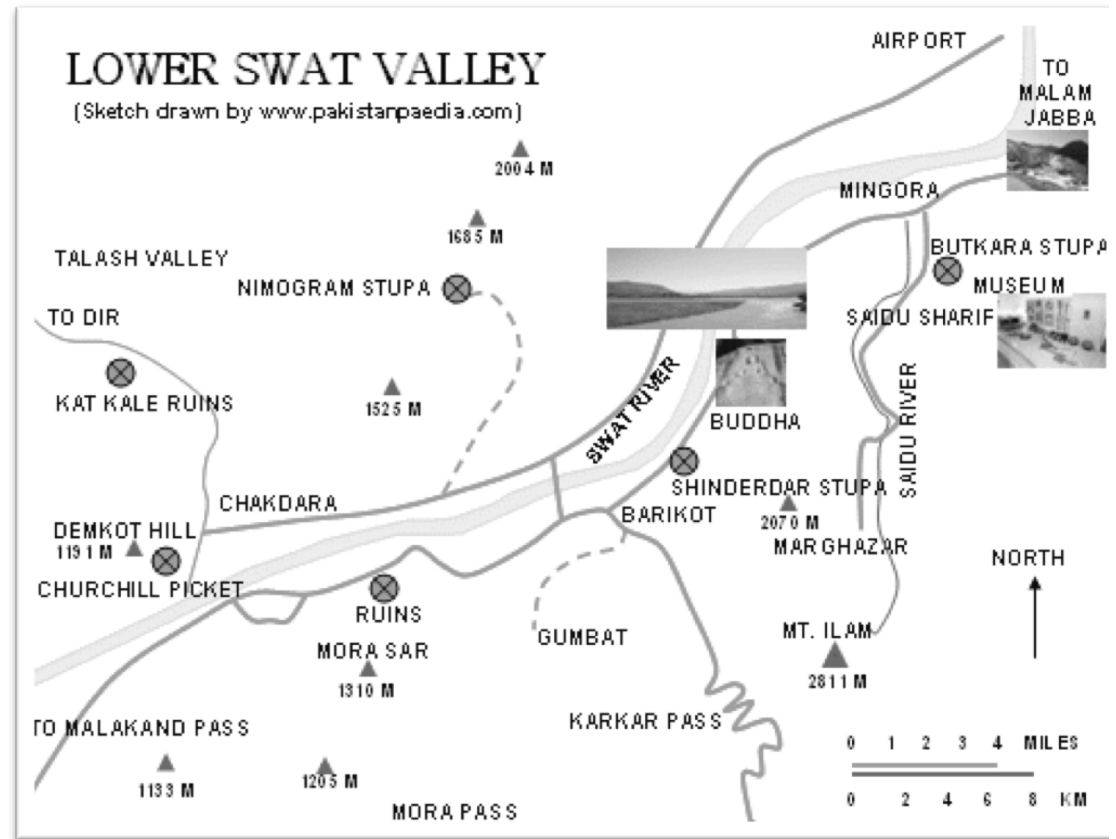 LOWER SWAT VALLEY
(Sketch drawn by www.pakistanpaedia.com)
AIRPORT
TO
MALAM
JABBA
2004 M
MINGORA
1685 M
BUTKARA STUPA
TALASH VALLEY
NIMOGRAM STUPA
MUSEUM
TO DIR
SAIDU SHARIF
KAT KALE RUINS
1525 M
SWAT RIVER
BUDDHA
SAIDU RIVER
SHINDERDAR STUPA
CHAKDARA
BARIKOT
2070 M
DEMKOT HILL
1191 M
MARGHAZAR
NORTH
CHURCHILL PICKET
RUINS
GUMBAT
MT. ILAM
MORA SAR
1310 M
2811 M
KARKAR PASS
TO MALAKAND PASS
0 1 2 3 4 MILES
1133 M
1205 M
0 2 4 6 8 KM
MORA PASS